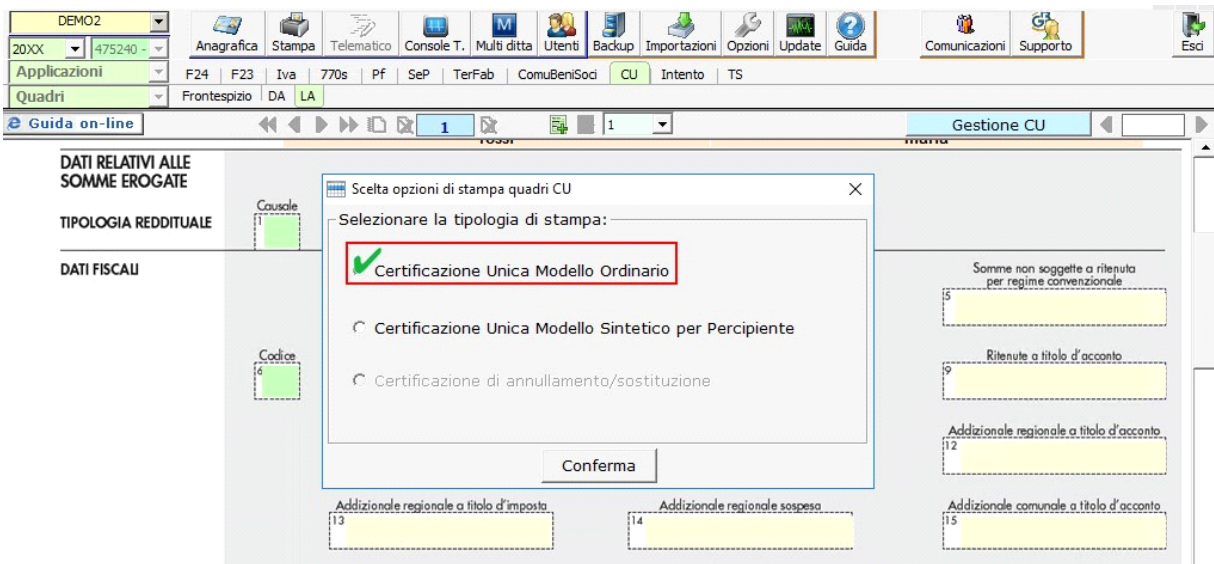 DEMO2
20XX 475240 -
Anagrafica Stampa Telematico Console T. Multi ditta Utenti Backup Importazioni Opzioni Update Guida Comunicazioni Supporto Esci
Applicazioni F24 F23 Iva 770s Pf SeP TerFab ComuBeniSoci CU Intento TS
Quadri Frontespizio DA LA
Guida on-line 1 1 Gestione CU
rossi maria
DATI RELATIVI ALLE
SOMME EROGATE
TIPOLOGIA REDDITUALE
Causale
1
DATI FISCALI
Scelta opzioni di stampa quadri CU
Selezionare la tipologia di stampa:
Certificazione Unica Modello Ordinario
Certificazione Unica Modello Sintetico per Percipiente
Certificazione di annullamento/sostituzione
Conferma
Somme non soggette a ritenuta
per regime convenzionale
5
Codice
6
Ritenute a titolo d'acconto
9
Addizionale regionale a titolo d'acconto
12
Addizionale regionale a titolo d'imposta
13
Addizionale regionale sospesa
14
Addizionale comunale a titolo d'acconto
15